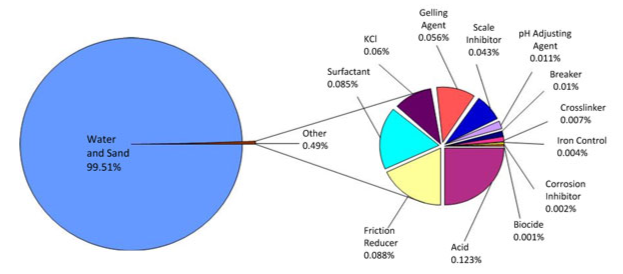 Water
and Sand
99.51%
Other
0.49%
Surfactant
0.085%
KCl
0.06%
Gelling
Agent
0.056%
Scale
Inhibitor
0.043%
pH Adjusting
Agent
0.011%
Breaker
0.01%
Crosslinker
0.007%
Iron Control
0.004%
Corrosion
Inhibitor
0.002%
Biocide
0.001%
Acid
0.123%
Friction
Reducer
0.088%